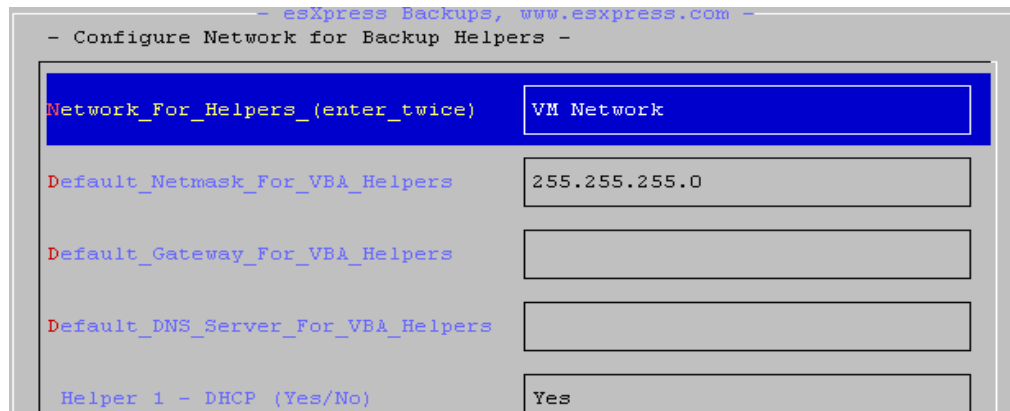 - esXpress Backups, www.esxpress.com -
- Configure Network for Backup Helpers -
Network_For_Helpers_(enter_twice) VM Network
Default_Netmask_For_VBA_Helpers 255.255.255.0
Default_Gateway_For_VBA_Helpers
Default_DNS_Server_For_VBA_Helpers
Helper 1 - DHCP (Yes/No) Yes